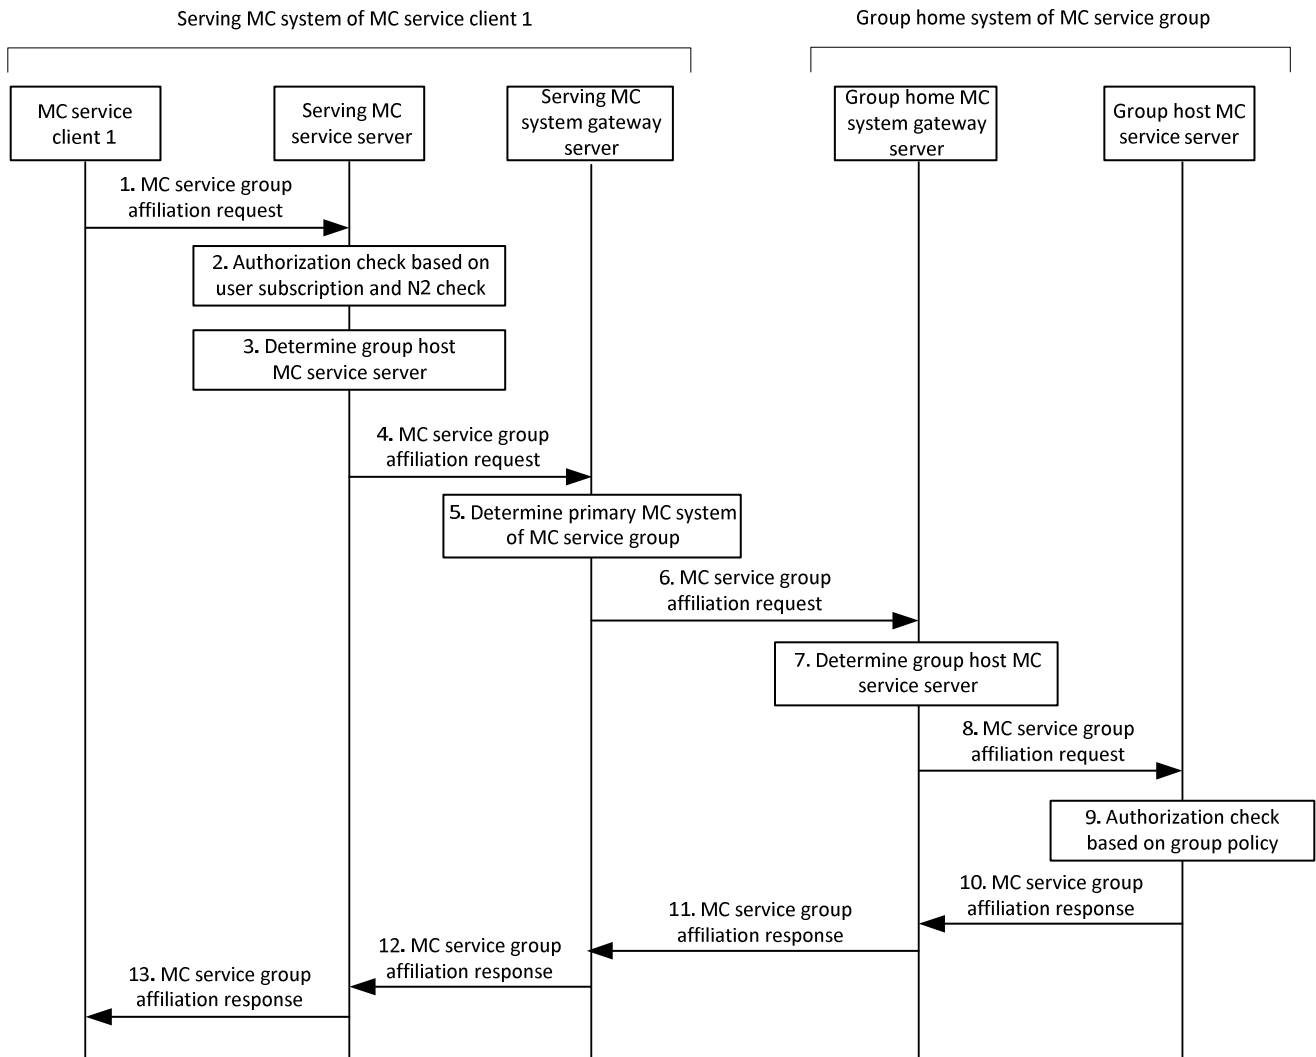 Serving MC system of MC service client 1
Group home system of MC service group
MC service
client 1
Serving MC
service server
Serving MC
system gateway
server
Group home MC
system gateway
server
Group host MC
service server
1. MC service group
affiliation request
2. Authorization check based on
user subscription and N2 check
3. Determine group host
MC service server
4. MC service group
affiliation request
5. Determine primary MC system
of MC service group
6. MC service group
affiliation request
7. Determine group host MC
service server
8. MC service group
affiliation request
9. Authorization check
based on group policy
10. MC service group
affiliation response
11. MC service group
affiliation response
12. MC service group
affiliation response
13. MC service group
affiliation response